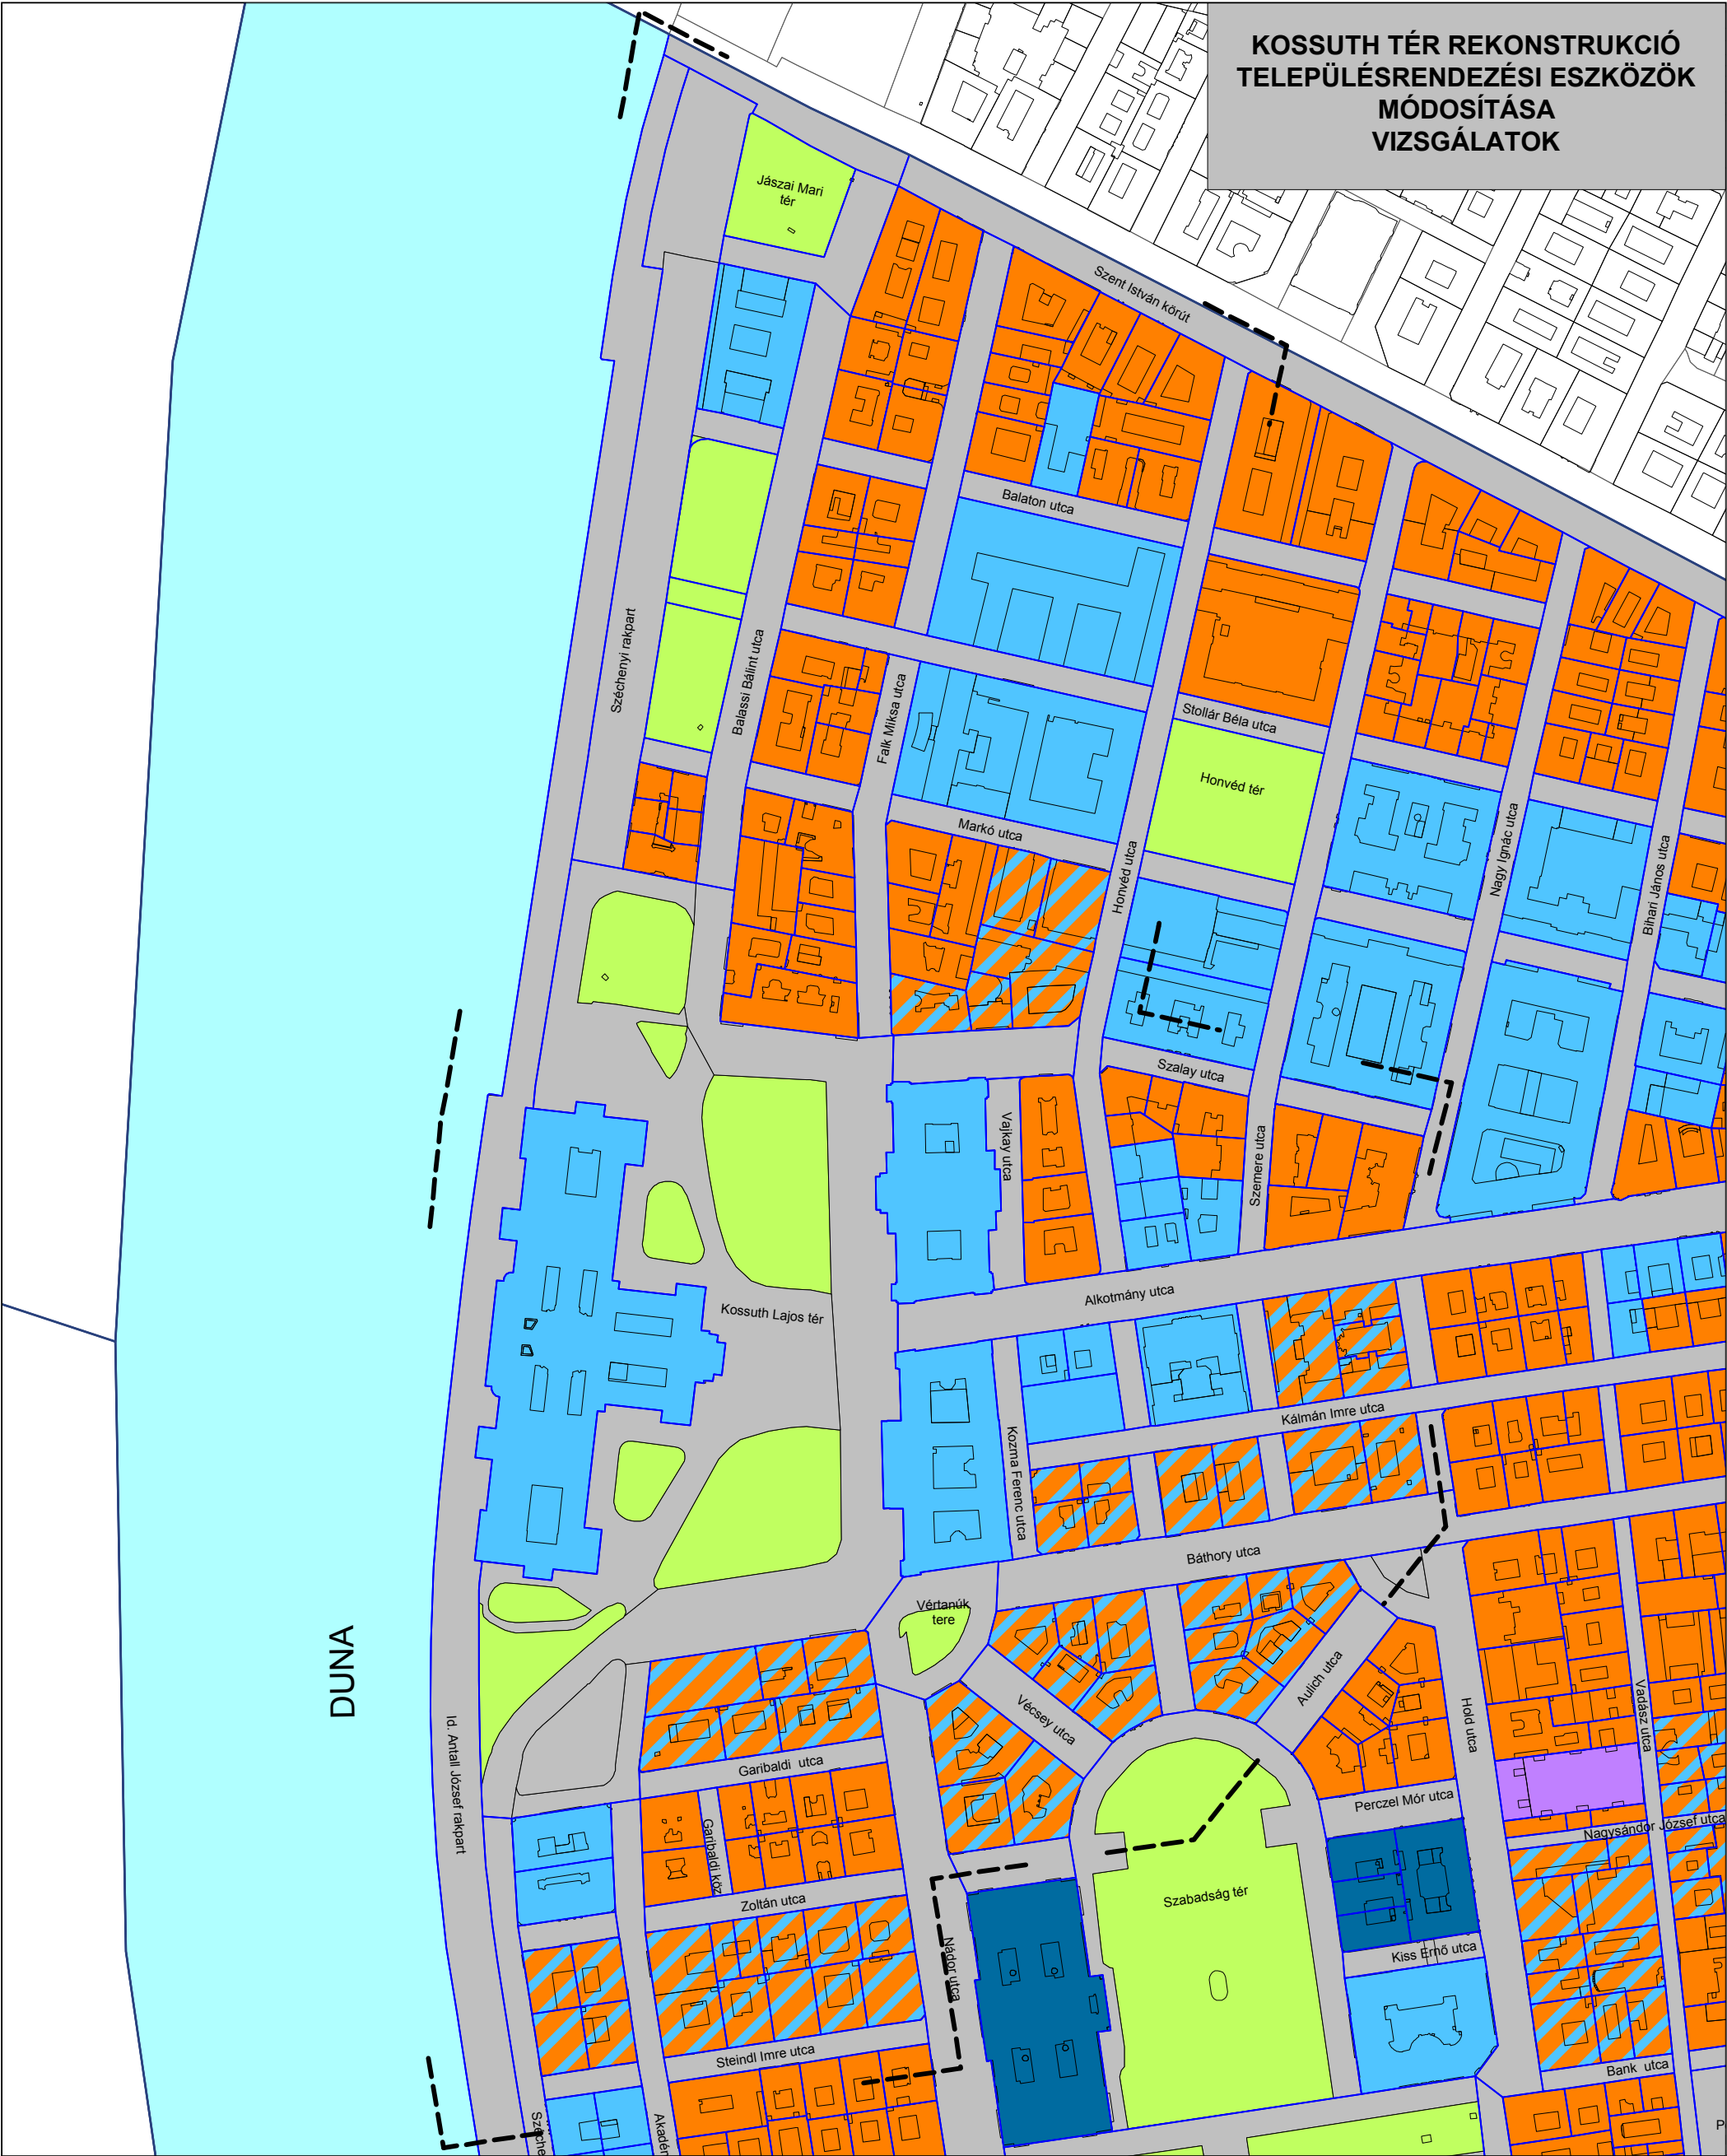 KOSSUTH TÉR REKONSTRUKCIÓ
TELEPÜLÉSRENDEZÉSI ESZKÖZÖK
MÓDOSÍTÁSA
VIZSGÁLATOK
Jászai Mari
tér
Szent István körút
Balaton utca
Széchenyi rakpart
Balassi Bálint utca
Falk Miksa utca
Stollár Béla utca
Honvéd tér
Markó utca
Honvéd utca
Nagy Ignác utca
Bihari János utca
Szalay utca
Vajkay utca
Szemere utca
Alkotmány utca
Kossuth Lajos tér
Kálmán Imre utca
Kozma Ferenc utca
Báthory utca
Vértanúk
tere
DUNA
Vécsey utca
Aulich utca
Hold utca
Vadász utca
Id. Antall József rakpart
Garibaldi utca
Garibaldi köz
Perczel Mór utca
Nagysándor József utca
Zoltán utca
Szabadság tér
Nádor utca
Kiss Ernő utca
Steindl Imre utca
Bank utca
Széche
Akadér
P